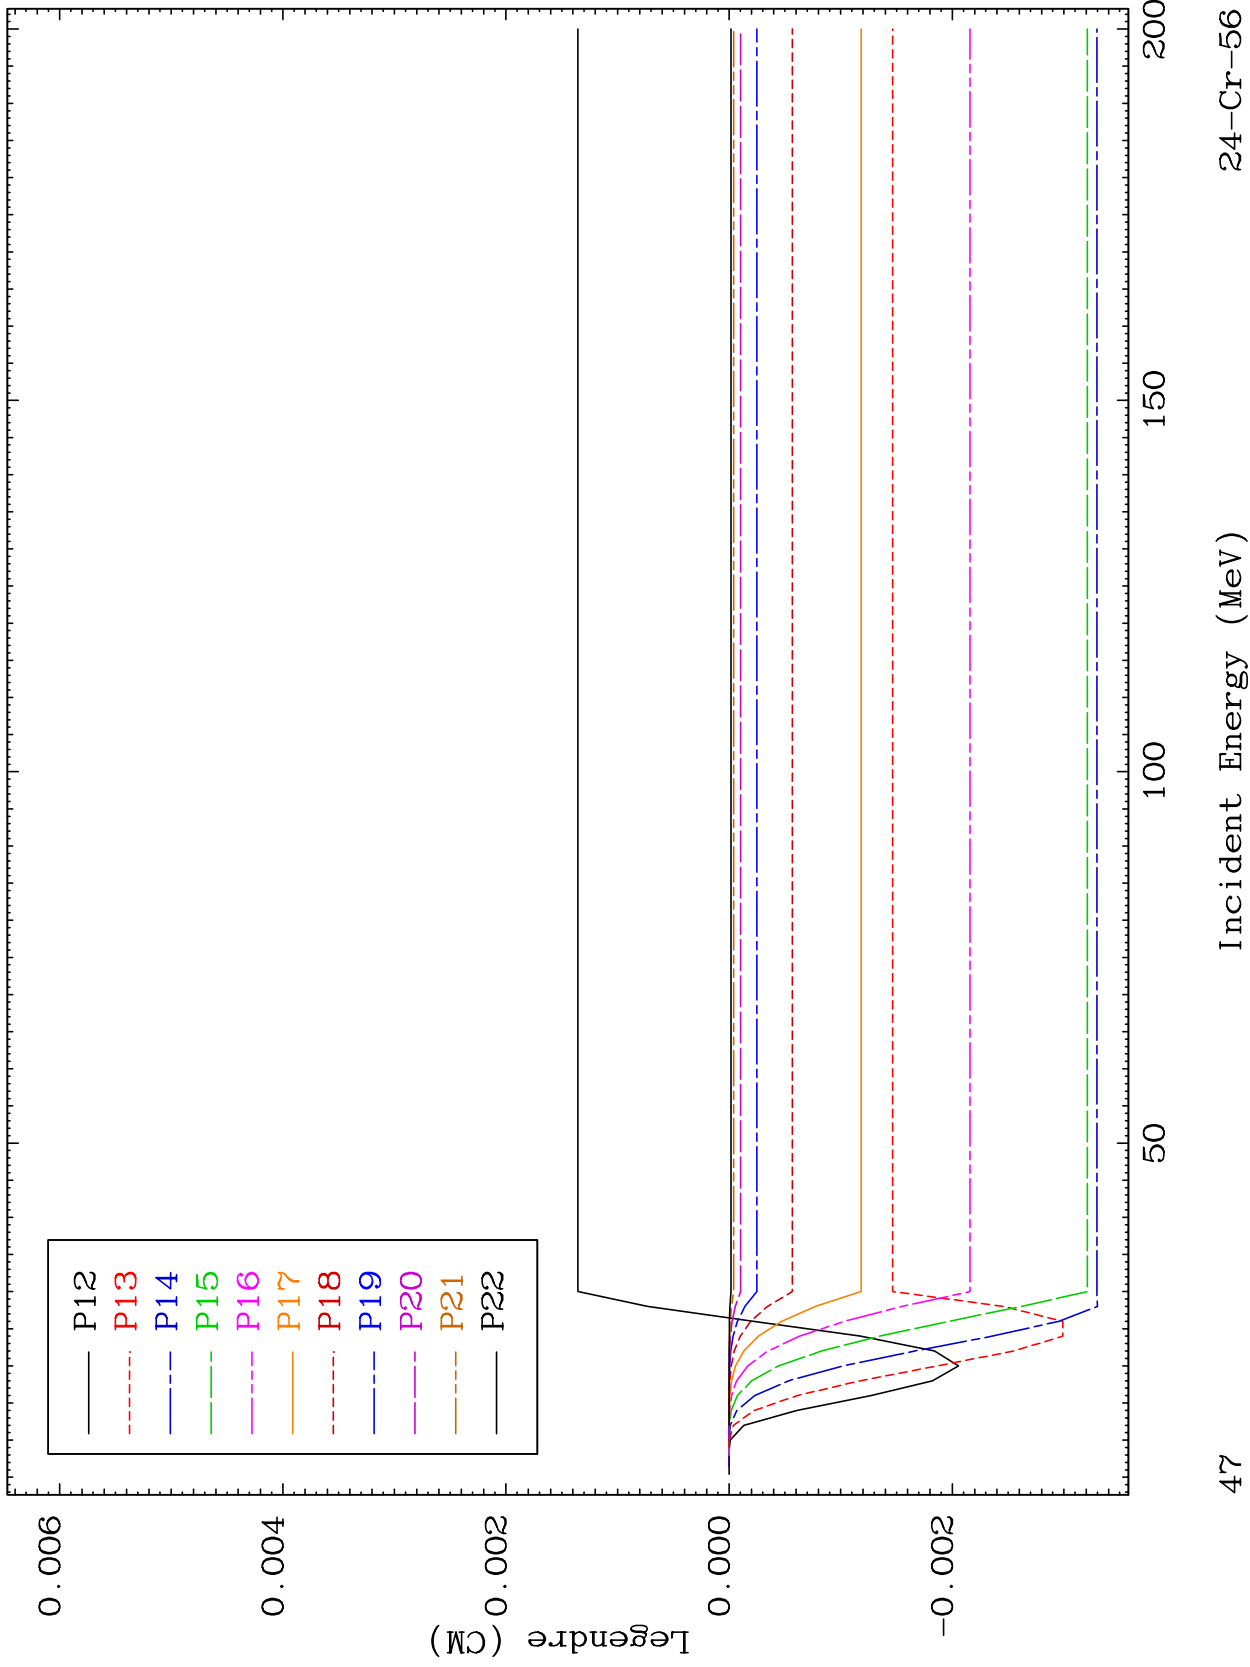 0.006
0.004
0.002
0.000
-0.002
Legendre (CM)
P12
P13
P14
P15
P16
P17
P18
P19
P20
P21
P22
50
100
150
200
Incident Energy (MeV)
47
24-Cr-56